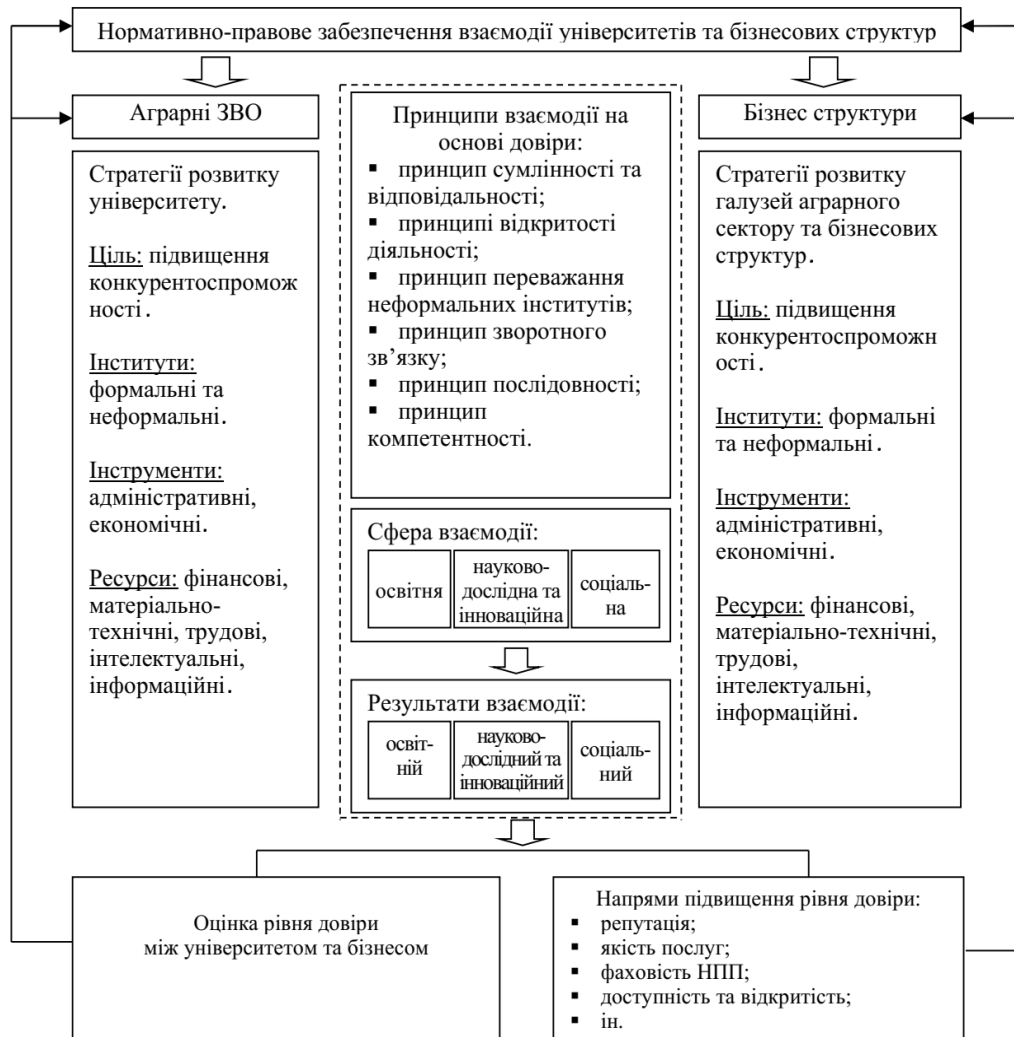 Нормативно-правове забезпечення взаємодії університетів та бізнесових структур
Аграрні ЗВО
Стратегії розвитку
університету.
Ціль: підвищення
конкурентоспромож
ності.
Інститути:
формальні та
неформальні.
Інструменти:
адміністративні,
економічні.
Ресурси: фінансові,
матеріально-
технічні, трудові,
інтелектуальні,
інформаційні.
Принципи взаємодії на
основі довіри:
▪ принцип сумлінності та
відповідальності;
▪ принципі відкритості
діяльності;
▪ принцип переважання
неформальних інститутів;
▪ принцип зворотного
зв’язку;
▪ принцип послідовності;
▪ принцип
компетентності.
Сфера взаємодії:
освітня
науково-
дослідна та
інноваційна
соціаль-
на
Результати взаємодії:
освіт-
ній
науково-
дослідний та
інноваційний
соціаль-
ний
Бізнес структури
Стратегії розвитку
галузей аграрного
сектору та бізнесових
структур.
Ціль: підвищення
конкурентоспроможн
ості.
Інститути: формальні
та неформальні.
Інструменти:
адміністративні,
економічні.
Ресурси: фінансові,
матеріально-технічні,
трудові,
інтелектуальні,
інформаційні.
Оцінка рівня довіри
між університетом та бізнесом
Напрями підвищення рівня довіри:
▪ репутація;
▪ якість послуг;
▪ фаховість НПП;
▪ доступність та відкритість;
▪ ін.